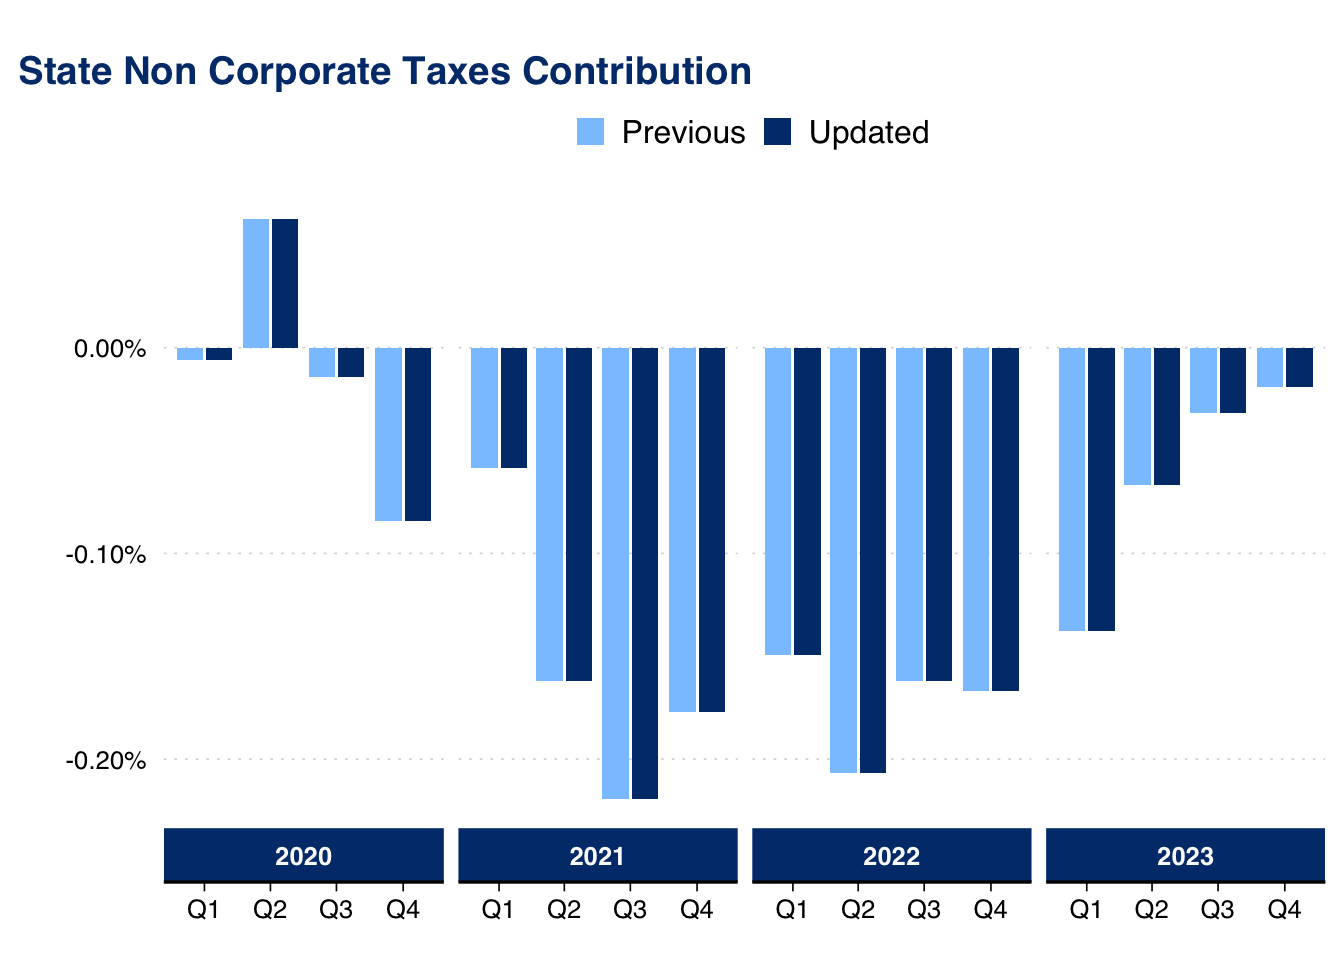 State Non Corporate Taxes Contribution
Previous Updated
0.00%
-0.10%
-0.20%
2020 2021 2022 2023
Q1 Q2 Q3 Q4 Q1 Q2 Q3 Q4 Q1 Q2 Q3 Q4 Q1 Q2 Q3 Q4